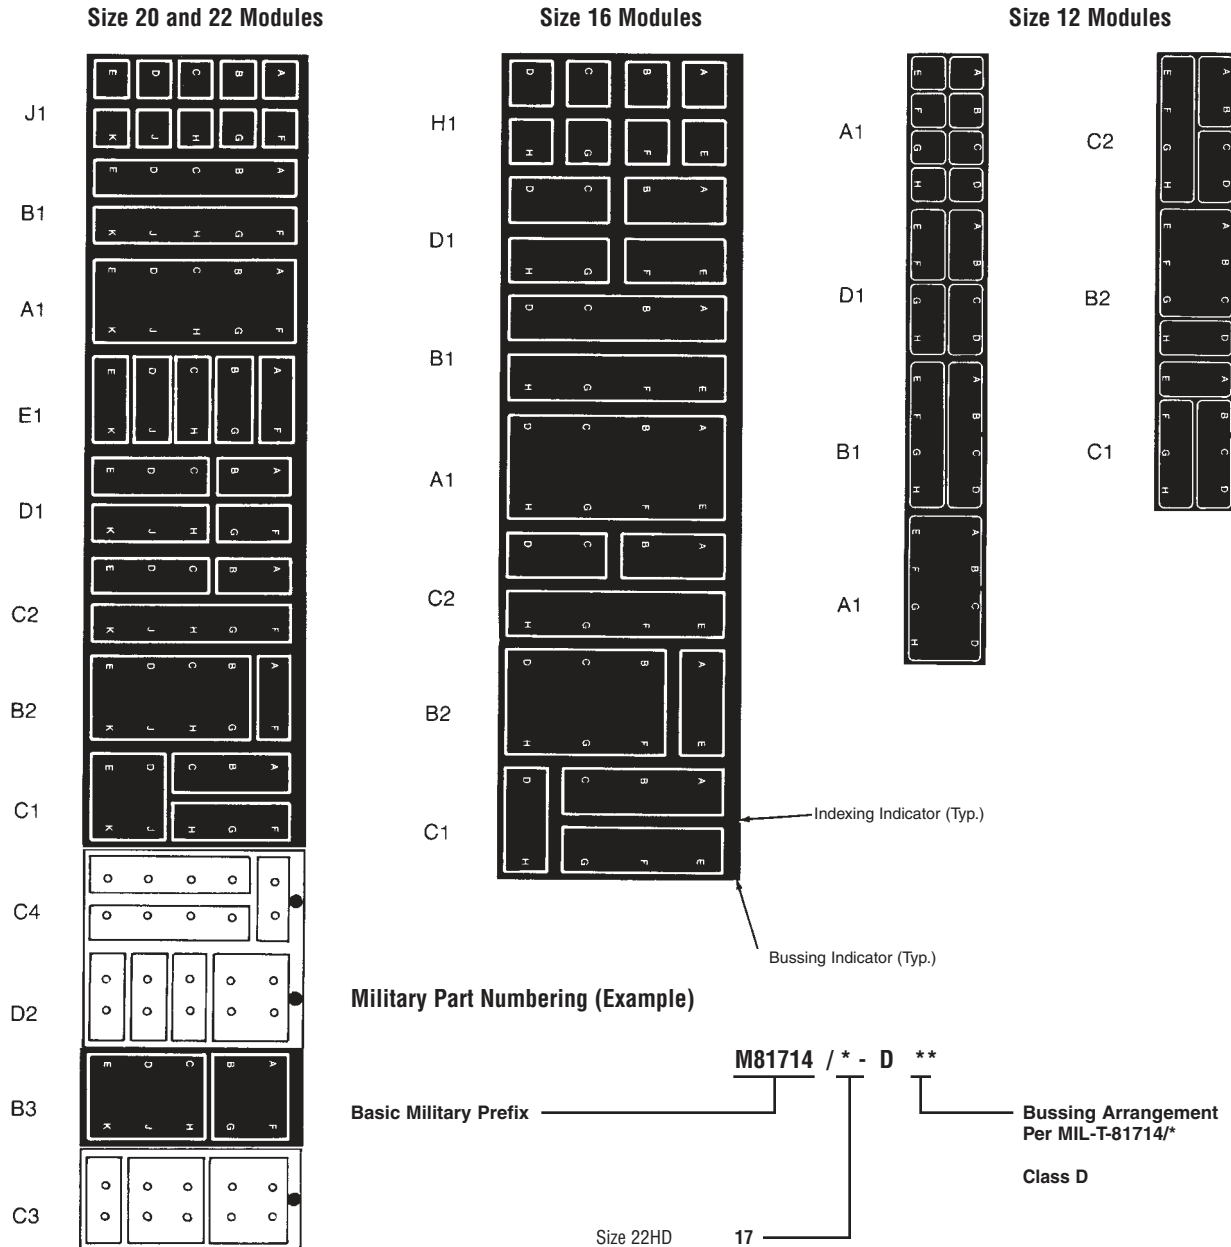 Size 20 and 22 Modules
J1
E D C B A
K J H G F
B1
E D C B A
K J H G F
A1
E D C B A
K J H G F
E1
E D C B A
K J H G F
D1
E D C B A
K J H G F
C2
E D C B A
K J H G F
B2
E D C B A
K J H G F
C1
E D C B A
K J H G F
C4
D2
B3
E D C B A
K J H G F
C3
Size 16 Modules
H1
D C B A
H G F E
D1
D C B A
H G F E
B1
D C B A
H G F E
A1
D C B A
H G F E
C2
D C B A
H G F E
B2
D C B A
H G F E
C1
D C B A
H G F E
Indexing Indicator (Typ.)
Bussing Indicator (Typ.)
Size 12 Modules
A1
E A
F B
G C
H D
D1
E A
F B
G C
H D
B1
E A
F B
G C
H D
A1
E A
F B
G C
H D
C2
E A
F B
G C
H D
B2
E A
F B
G C
H D
C1
E A
F B
G C
H D
Military Part Numbering (Example)
M81714 / * - D **
Basic Military Prefix
Bussing Arrangement
Per MIL-T-81714/*
Class D
Size 22HD 17